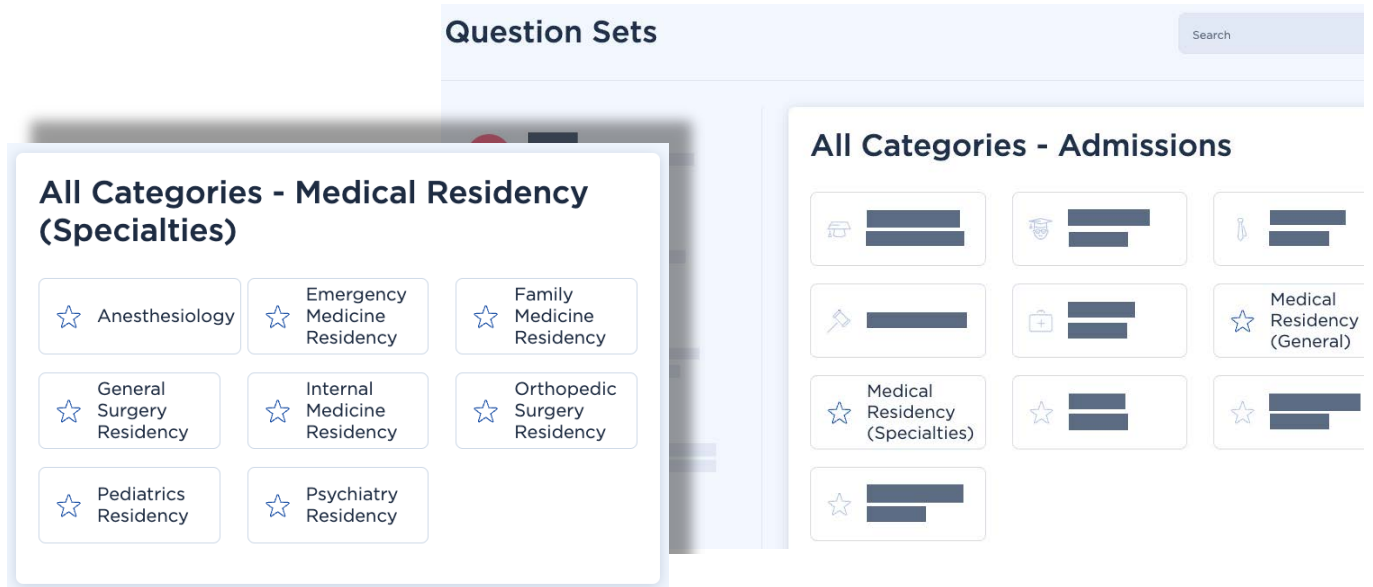 Question Sets
Search
All Categories - Admissions
Medical
Residency
(General)
Medical
Residency
(Specialties)
All Categories - Medical Residency
(Specialties)
Anesthesiology
Emergency
Medicine
Residency
Family
Medicine
Residency
General
Surgery
Residency
Internal
Medicine
Residency
Orthopedic
Surgery
Residency
Pediatrics
Residency
Psychiatry
Residency